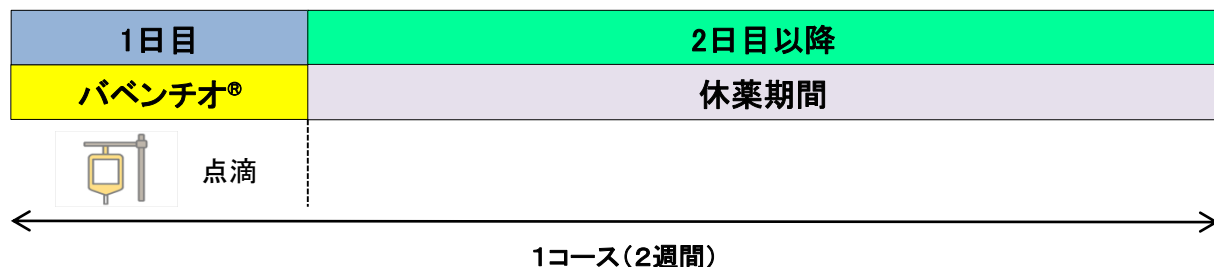 1日目
2日目以降
バベンチオ®
休薬期間
点滴
1コース(2週間)